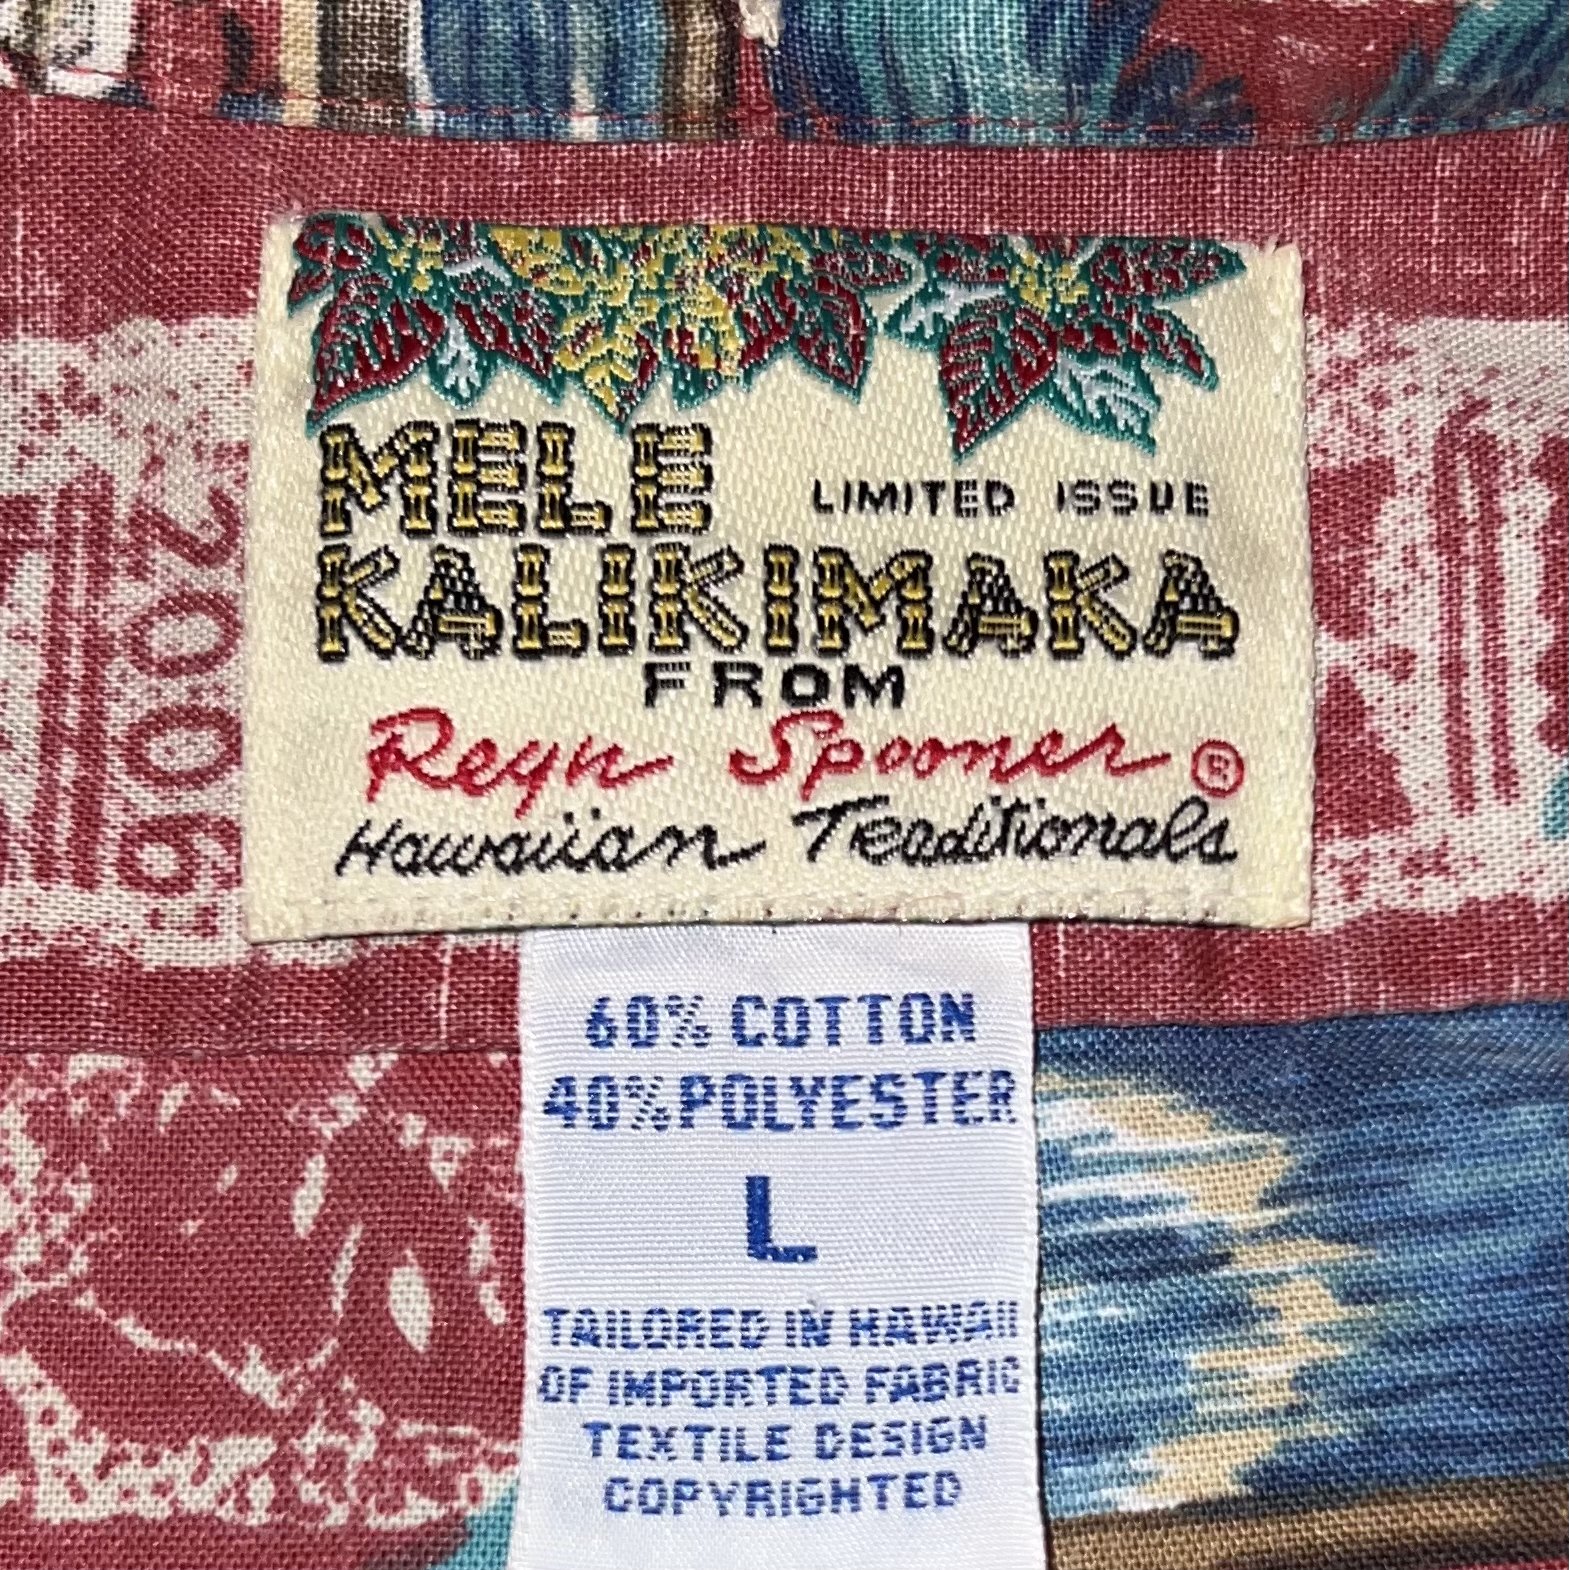 MELE
LIMITED ISSUE
KALIKIMAKA
FROM
Reyn Spooner®
Hawaiian Traditionals
60% COTTON
40% POLYESTER
L
TAILORED IN HAWAII
OF IMPORTED FABRIC
TEXTILE DESIGN
COPYRIGHTED